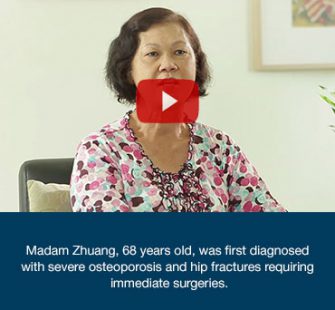 Madam Zhuang, 68 years old, was first diagnosed
with severe osteoporosis and hip fractures requiring
immediate surgeries.